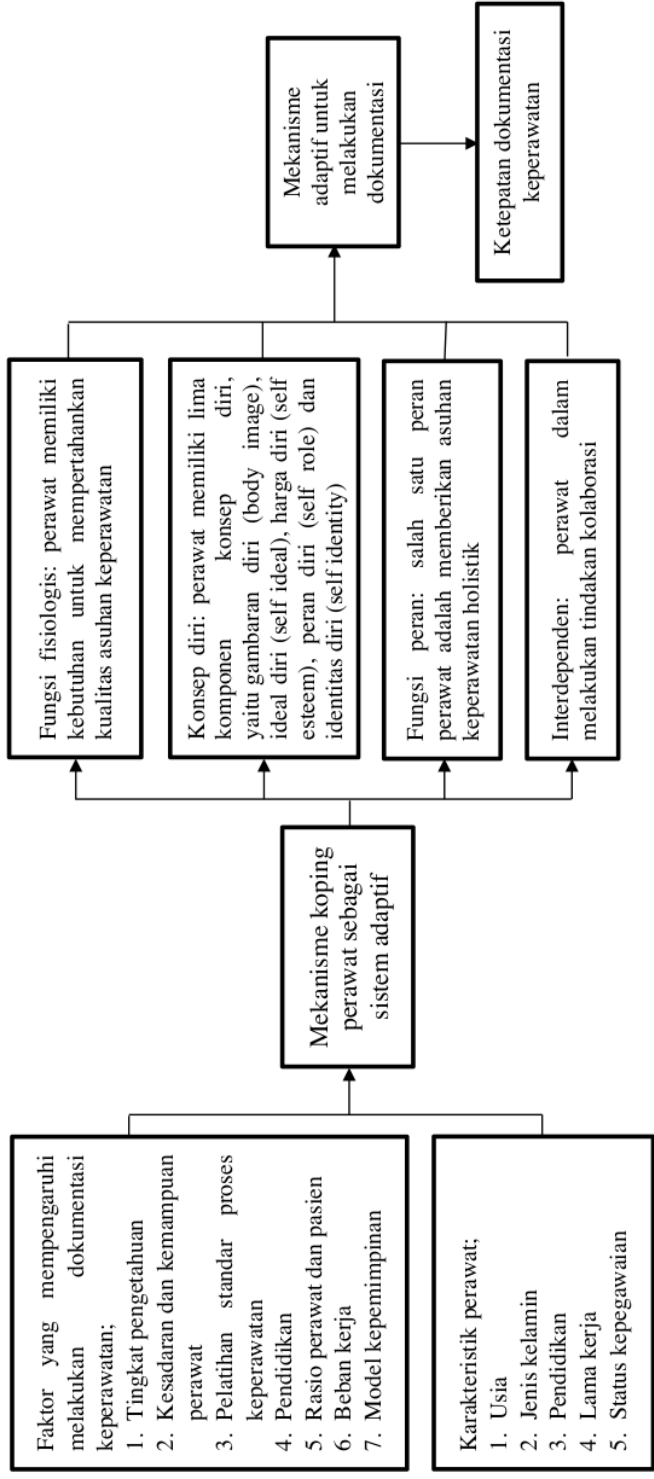 Faktor yang mempengaruhi
melakukan dokumentasi
keperawatan;
1. Tingkat pengetahuan
2. Kesadaran dan kemampuan
perawat
3. Pelatihan standar proses
keperawatan
4. Pendidikan
5. Rasio perawat dan pasien
6. Beban kerja
7. Model kepemimpinan
Karakteristik perawat;
1. Usia
2. Jenis kelamin
3. Pendidikan
4. Lama kerja
5. Status kepegawaian
Mekanisme koping
perawat sebagai
sistem adaptif
Fungsi fisiologis: perawat memiliki
kebutuhan untuk mempertahankan
kualitas asuhan keperawatan
Konsep diri: perawat memiliki lima
komponen konsep diri,
yaitu gambaran diri (body image),
ideal diri (self ideal), harga diri (self
esteem), peran diri (self role) dan
identitas diri (self identity)
Fungsi peran: salah satu peran
perawat adalah memberikan asuhan
keperawatan holistik
Interdependen: perawat dalam
melakukan tindakan kolaborasi
Mekanisme
adaptif untuk
melakukan
dokumentasi
Ketepatan dokumentasi
keperawatan